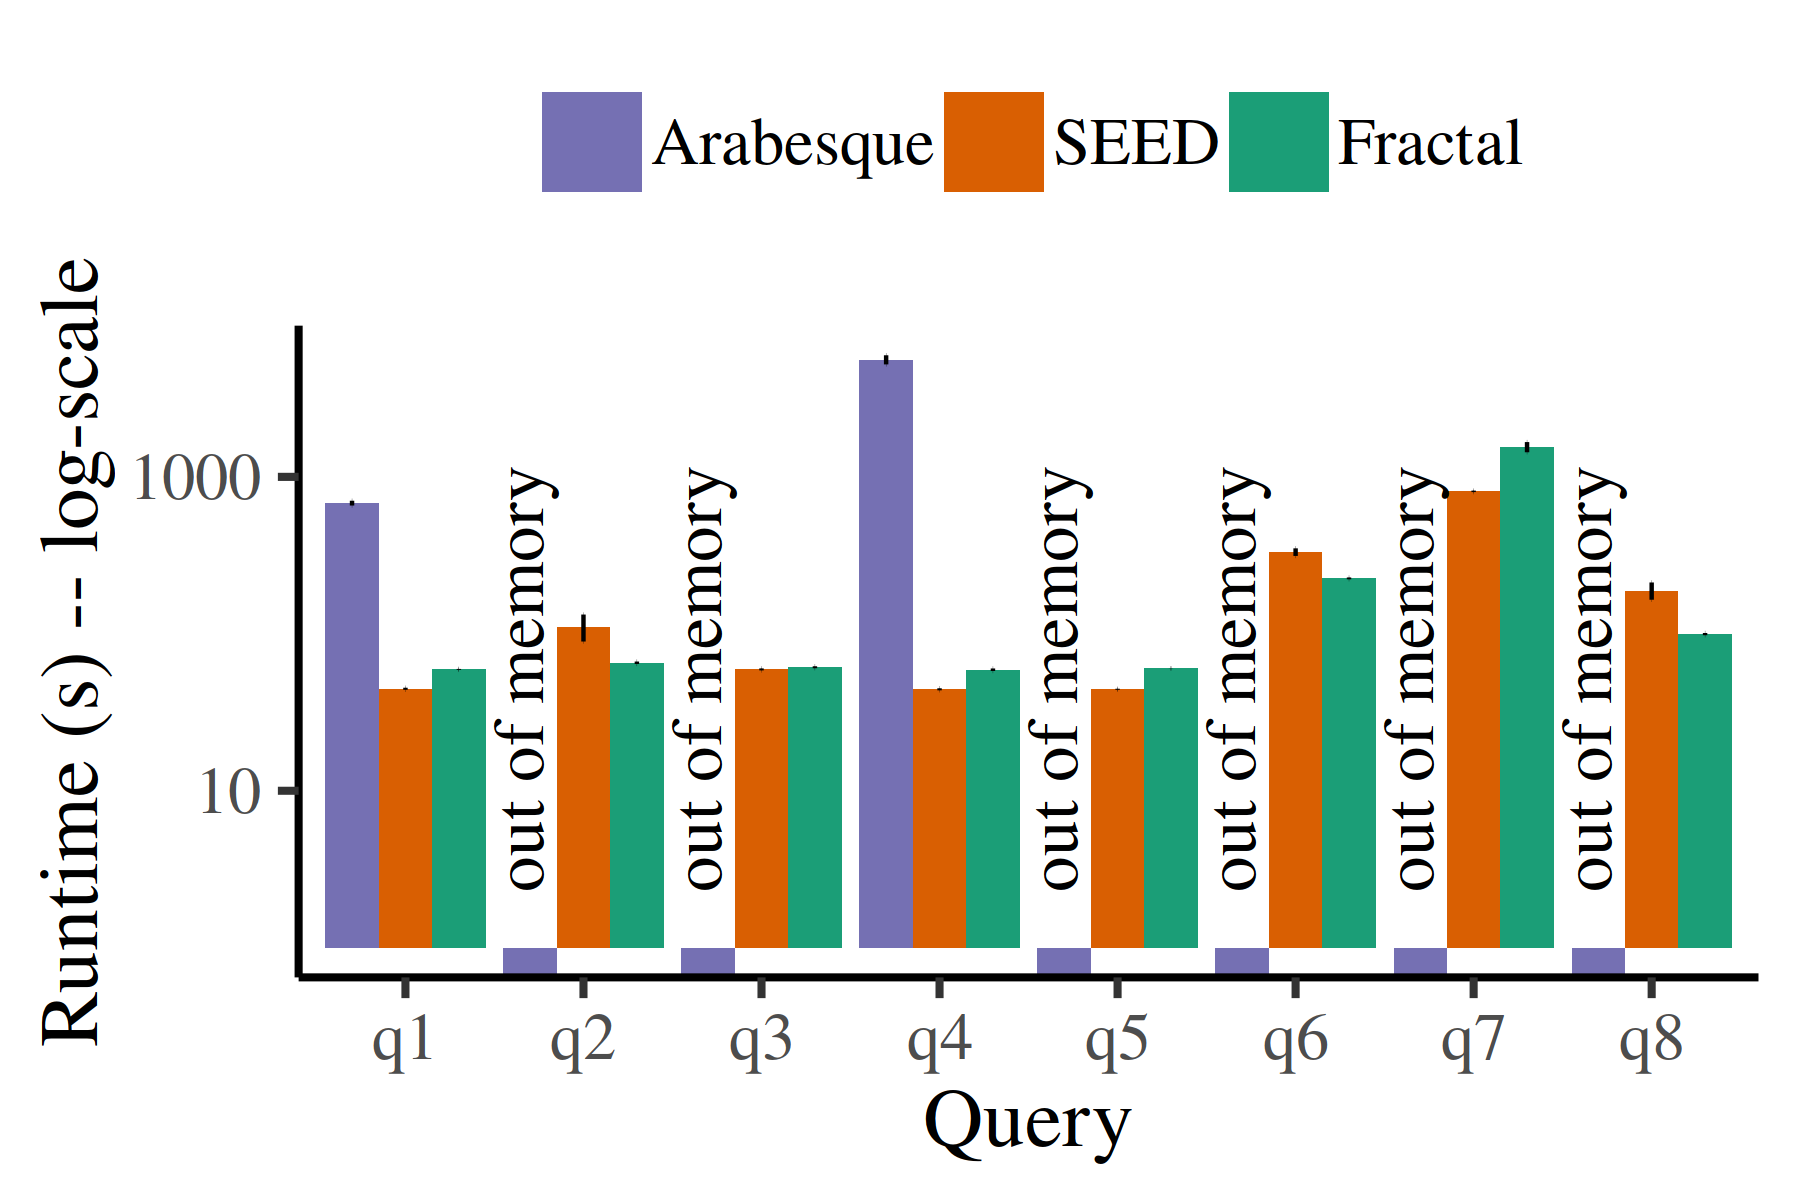 Arabesque SEED Fractal
Runtime (s) -- log-scale
1000
10
out of memory
out of memory
out of memory
out of memory
out of memory
out of memory
q1 q2 q3 q4 q5 q6 q7 q8
Query